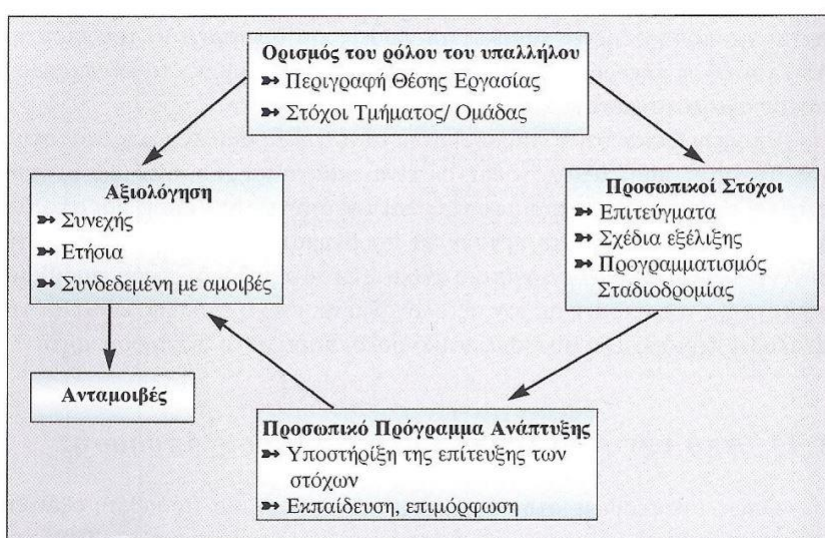 Ορισμός του ρόλου του υπαλλήλου
➳ Περιγραφή Θέσης Εργασίας
➳ Στόχοι Τμήματος/ Ομάδας
Αξιολόγηση
➳ Συνεχής
➳ Ετήσια
➳ Συνδεδεμένη με αμοιβές
Προσωπικοί Στόχοι
➳ Επιτεύγματα
➳ Σχέδια εξέλιξης
➳ Προγραμματισμός
Σταδιοδρομίας
Ανταμοιβές
Προσωπικό Πρόγραμμα Ανάπτυξης
➳ Υποστήριξη της επίτευξης των
στόχων
➳ Εκπαίδευση, επιμόρφωση